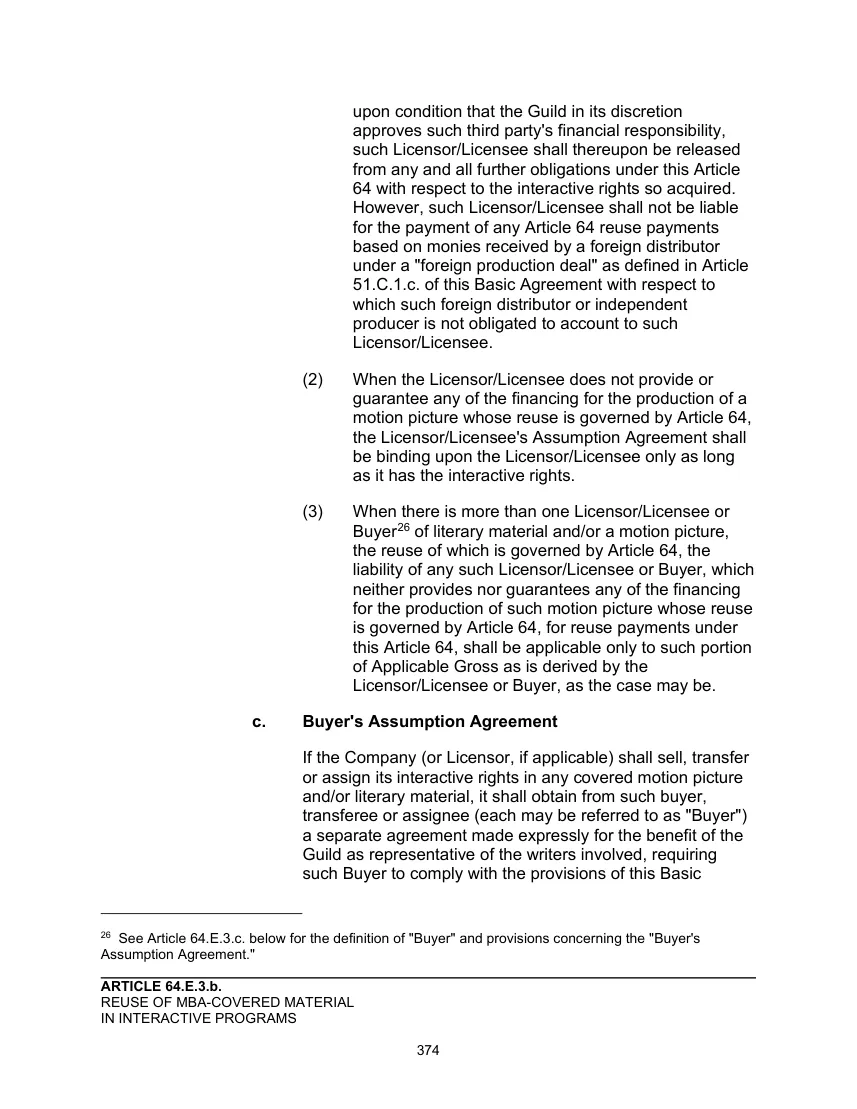 upon condition that the Guild in its discretion
approves such third party's financial responsibility,
such Licensor/Licensee shall thereupon be released
from any and all further obligations under this Article
64 with respect to the interactive rights so acquired.
However, such Licensor/Licensee shall not be liable
for the payment of any Article 64 reuse payments
based on monies received by a foreign distributor
under a "foreign production deal" as defined in Article
51.C.1.c. of this Basic Agreement with respect to
which such foreign distributor or independent
producer is not obligated to account to such
Licensor/Licensee.
(2) When the Licensor/Licensee does not provide or
guarantee any of the financing for the production of a
motion picture whose reuse is governed by Article 64,
the Licensor/Licensee's Assumption Agreement shall
be binding upon the Licensor/Licensee only as long
as it has the interactive rights.
(3) When there is more than one Licensor/Licensee or
Buyer26 of literary material and/or a motion picture,
the reuse of which is governed by Article 64, the
liability of any such Licensor/Licensee or Buyer, which
neither provides nor guarantees any of the financing
for the production of such motion picture whose reuse
is governed by Article 64, for reuse payments under
this Article 64, shall be applicable only to such portion
of Applicable Gross as is derived by the
Licensor/Licensee or Buyer, as the case may be.
c. Buyer's Assumption Agreement
If the Company (or Licensor, if applicable) shall sell, transfer
or assign its interactive rights in any covered motion picture
and/or literary material, it shall obtain from such buyer,
transferee or assignee (each may be referred to as "Buyer")
a separate agreement made expressly for the benefit of the
Guild as representative of the writers involved, requiring
such Buyer to comply with the provisions of this Basic
26 See Article 64.E.3.c. below for the definition of "Buyer" and provisions concerning the "Buyer's
Assumption Agreement."
ARTICLE 64.E.3.b.
REUSE OF MBA-COVERED MATERIAL
IN INTERACTIVE PROGRAMS
374